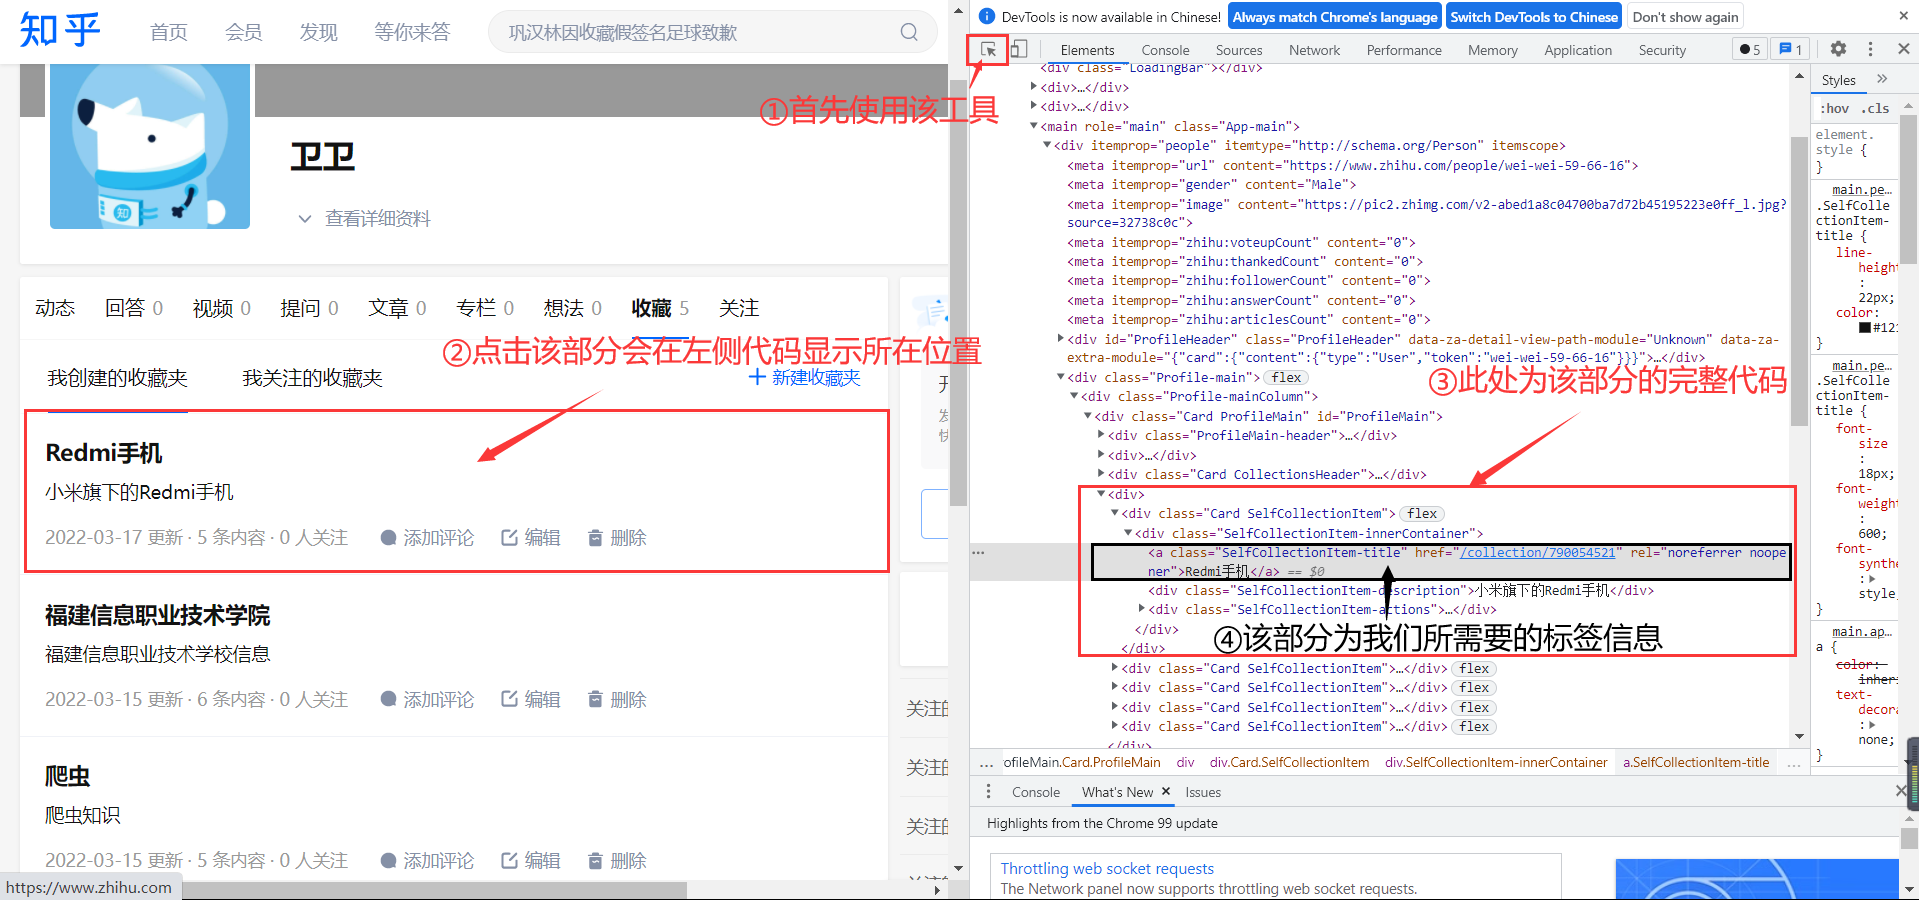 知乎
首页 会员 发现 等你来答
巩汉林因收藏假签名足球致歉
卫卫
查看详细资料
动态 回答 0 视频 0 提问 0 文章 0 专栏 0 想法 0 收藏 5 关注
我创建的收藏夹 我关注的收藏夹 新建收藏夹
Redmi手机
小米旗下的Redmi手机
2022-03-17 更新 · 5 条内容 · 0 人关注 添加评论 编辑 删除
福建信息职业技术学院
福建信息职业技术学校信息
2022-03-15 更新 · 6 条内容 · 0 人关注 添加评论 编辑 删除
爬虫
爬虫知识
2022-03-15 更新 · 5 条内容 · 0 人关注 添加评论 编辑 删除
https://www.zhihu.com
知
关注的
关注的
关注的
①首先使用该工具
②点击该部分会在左侧代码显示所在位置
③此处为该部分的完整代码
④该部分为我们所需要的标签信息
DevTools is now available in Chinese! Always match Chrome's language Switch DevTools to Chinese Don't show again
Elements Console Sources Network Performance Memory Application Security 5 1
<div class="LoadingBar"></div>
<div>…</div>
<div>…</div>
<main role="main" class="App-main">
<div itemprop="people" itemtype="http://schema.org/Person" itemscope>
<meta itemprop="url" content="https://www.zhihu.com/people/wei-wei-59-66-16">
<meta itemprop="gender" content="Male">
<meta itemprop="image" content="https://pic2.zhimg.com/v2-abed1a8c04700ba7d72b45195223e0ff_l.jpg?
source=32738c0c">
<meta itemprop="zhihu:voteupCount" content="0">
<meta itemprop="zhihu:thankedCount" content="0">
<meta itemprop="zhihu:followerCount" content="0">
<meta itemprop="zhihu:answerCount" content="0">
<meta itemprop="zhihu:articlesCount" content="0">
<div id="ProfileHeader" class="ProfileHeader" data-za-detail-view-path-module="Unknown" data-za-
extra-module="{"card":{"content":{"type":"User","token":"wei-wei-59-66-16"}}}">…</div>
<div class="Profile-main"> flex
<div class="Profile-mainColumn">
<div class="Card ProfileMain" id="ProfileMain">
<div class="ProfileMain-header">…</div>
<div>…</div>
<div class="Card CollectionsHeader">…</div>
<div>
<div class="Card SelfCollectionItem"> flex
<div class="SelfCollectionItem-innerContainer">
<a class="SelfCollectionItem-title" href="/collection/790054521" rel="noreferrer noope
ner">Redmi手机</a> == $0
<div class="SelfCollectionItem-description">小米旗下的Redmi手机</div>
<div class="SelfCollectionItem-actions">…</div>
</div>
</div>
<div class="Card SelfCollectionItem">…</div> flex
<div class="Card SelfCollectionItem">…</div> flex
<div class="Card SelfCollectionItem">…</div> flex
<div class="Card SelfCollectionItem">…</div> flex
</div>
… rofileMain.Card.ProfileMain div div.Card.SelfCollectionItem div.SelfCollectionItem-innerContainer a.SelfCollectionItem-title …
Styles
:hov .cls
element.
style {
}
main.pe…
.SelfColle
ctionItem-
title {
line-
height
:
22px;
color:
#121
}
main.pe…
.SelfColle
ctionItem-
title {
font-
size
:
18px;
font-
weight
:
600;
font-
synthe
:
style
}
main.ap…
a {
color:
inheri
text-
decora
:
none;
}
Console What's New Issues
Highlights from the Chrome 99 update
Throttling web socket requests
The Network panel now supports throttling web socket requests.